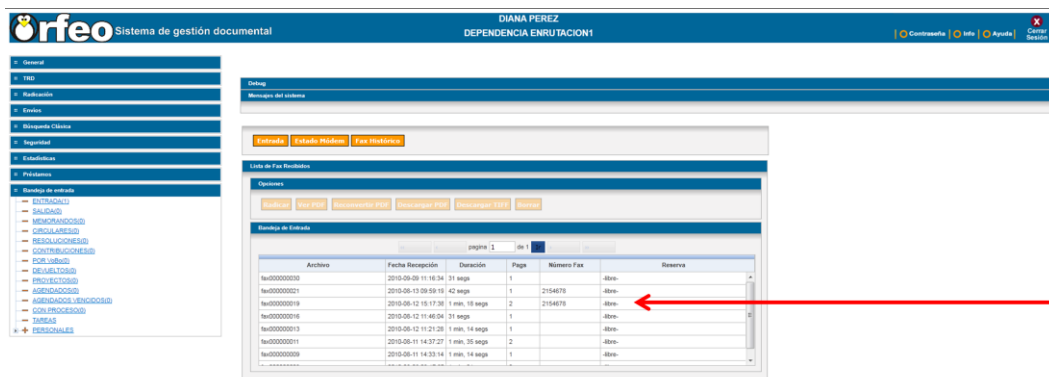 Orfeo Sistema de gestión documental
DIANA PEREZ
DEPENDENCIA ENRUTACION1
Contraseña | Info | Ayuda |
X
Cerrar
Sesión
General
TRD
Radicación
Envios
Búsqueda Clásica
Seguridad
Estadísticas
Préstamos
Bandeja de entrada
ENTRADA(1)
SALIDA(0)
MEMORANDOS(0)
CIRCULARES(0)
RESOLUCIONES(0)
CONTRIBUCIONES(0)
POR VoBo(0)
DEVUELTOS(0)
PROYECTOS(0)
AGENDADOS(0)
AGENDADOS VENCIDOS(0)
CON PROCESO(0)
TAREAS
PERSONALES
Debug
Mensajes del sistema
Entrada Estado Módem Fax Histórico
Lista de Fax Recibidos
Opciones
Radicar Ver PDF Reconvertir PDF Descargar PDF Descargar TIFF Borrar
Bandeja de Entrada
pagina 1 de 1
Archivo Fecha Recepción Duración Pags Número Fax Reserva
fax000000030 2010-09-09 11:16:34 31 segs 1 -libre-
fax000000021 2010-08-13 09:59:19 42 segs 1 2154678 -libre-
fax000000019 2010-08-12 15:17:38 1 min, 18 segs 2 2154678 -libre-
fax000000016 2010-08-12 11:46:04 31 segs 1 -libre-
fax000000013 2010-08-12 11:21:28 1 min, 14 segs 1 -libre-
fax000000011 2010-08-11 14:37:27 1 min, 35 segs 2 -libre-
fax000000009 2010-08-11 14:33:14 1 min, 14 segs 1 -libre-